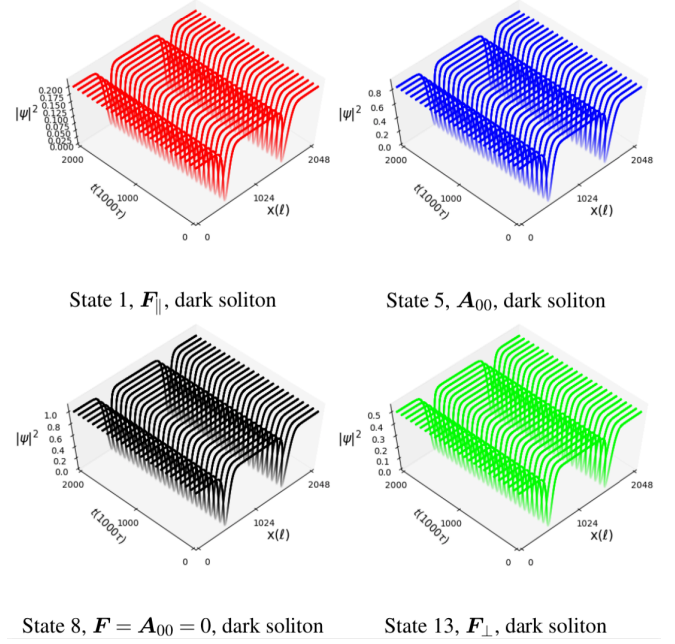 |ψ|²
0.200
0.175
0.150
0.125
0.100
0.075
0.050
0.025
0.000
2000
t(1000τ)
1000
0 0
1024
x(ℓ)
2048
State 1, F∥, dark soliton
|ψ|²
0.8
0.6
0.4
0.2
0.0
2000
t(1000τ)
1000
0 0
1024
x(ℓ)
2048
State 5, A₀₀, dark soliton
|ψ|²
1.0
0.8
0.6
0.4
0.2
0.0
2000
t(1000τ)
1000
0 0
1024
x(ℓ)
2048
State 8, F = A₀₀ = 0, dark soliton
|ψ|²
0.5
0.4
0.3
0.2
0.1
0.0
2000
t(1000τ)
1000
0 0
1024
x(ℓ)
2048
State 13, F⊥, dark soliton